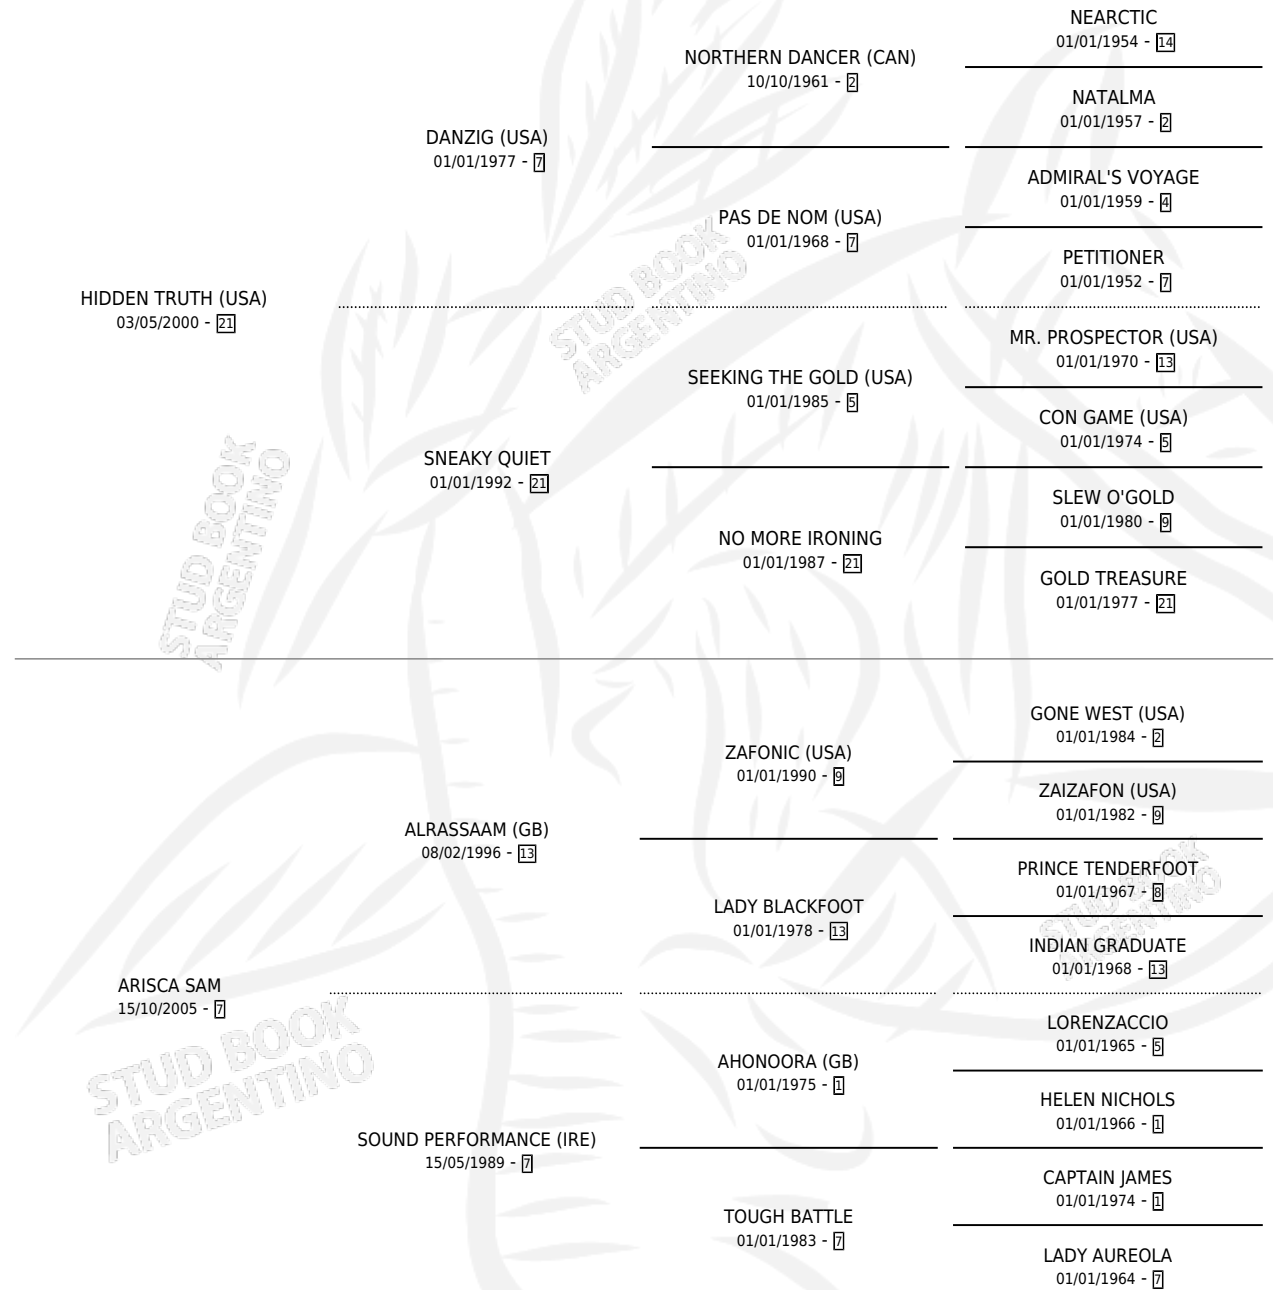 NEARCTIC
01/01/1954 - 14
NORTHERN DANCER (CAN)
10/10/1961 - 2
NATALMA
01/01/1957 - 2
DANZIG (USA)
01/01/1977 - 7
ADMIRAL'S VOYAGE
01/01/1959 - 4
PAS DE NOM (USA)
01/01/1968 - 7
PETITIONER
01/01/1952 - 7
HIDDEN TRUTH (USA)
03/05/2000 - 21
MR. PROSPECTOR (USA)
01/01/1970 - 13
SEEKING THE GOLD (USA)
01/01/1985 - 5
CON GAME (USA)
01/01/1974 - 5
SNEAKY QUIET
01/01/1992 - 21
SLEW O'GOLD
01/01/1980 - 9
NO MORE IRONING
01/01/1987 - 21
GOLD TREASURE
01/01/1977 - 21
STUD BOOK
ARGENTINO
STUD BOOK
ARGENTINO
GONE WEST (USA)
01/01/1984 - 2
ZAFONIC (USA)
01/01/1990 - 9
ZAIZAFON (USA)
01/01/1982 - 9
ALRASSAAM (GB)
08/02/1996 - 13
PRINCE TENDERFOOT
01/01/1967 - 8
LADY BLACKFOOT
01/01/1978 - 13
INDIAN GRADUATE
01/01/1968 - 13
STUD BOOK
ARGENTINO
ARISCA SAM
15/10/2005 - 7
LORENZACCIO
01/01/1965 - 5
AHONOORA (GB)
01/01/1975 - 1
HELEN NICHOLS
01/01/1966 - 1
SOUND PERFORMANCE (IRE)
15/05/1989 - 7
CAPTAIN JAMES
01/01/1974 - 1
TOUGH BATTLE
01/01/1983 - 7
LADY AUREOLA
01/01/1964 - 7
STUD BOOK
ARGENTINO